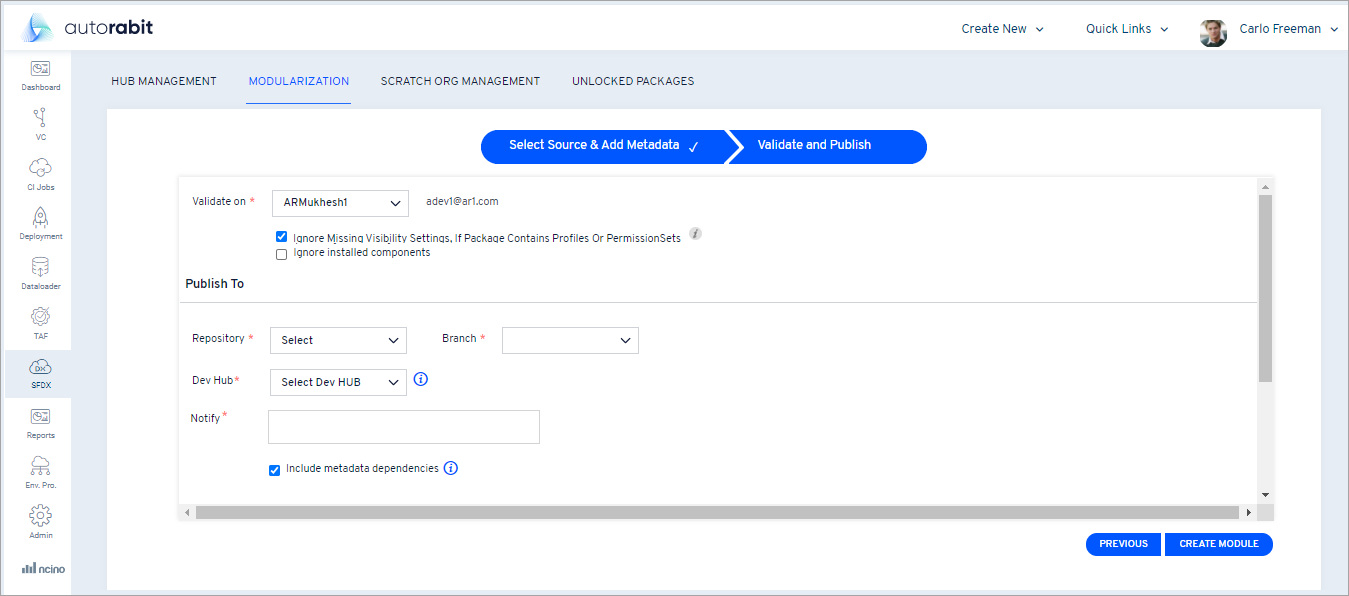 autorabit
Create New
Quick Links
Carlo Freeman
Dashboard
VC
CI Jobs
Deployment
Dataloader
TAF
DX
SFDX
Reports
Env. Pro.
Admin
ncino
HUB MANAGEMENT
MODULARIZATION
SCRATCH ORG MANAGEMENT
UNLOCKED PACKAGES
Select Source & Add Metadata ✓
Validate and Publish
Validate on *
ARMukhesh1
adev1@ar1.com
Ignore Missing Visibility Settings, If Package Contains Profiles Or PermissionSets i
Ignore installed components
Publish To
Repository *
Select
Branch *
Dev Hub*
Select Dev HUB
i
Notify*
Include metadata dependencies i
PREVIOUS
CREATE MODULE